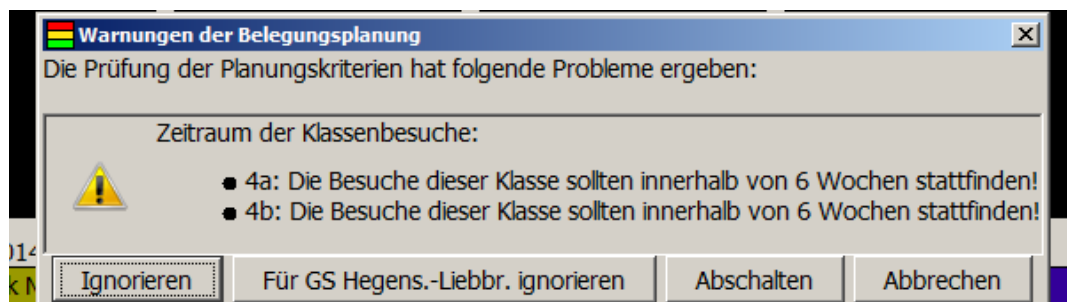 Warnungen der Belegungsplanung
Die Prüfung der Planungskriterien hat folgende Probleme ergeben:
Zeitraum der Klassenbesuche:
4a: Die Besuche dieser Klasse sollten innerhalb von 6 Wochen stattfinden!
4b: Die Besuche dieser Klasse sollten innerhalb von 6 Wochen stattfinden!
Ignorieren Für GS Hegens.-Liebbr. ignorieren Abschalten Abbrechen